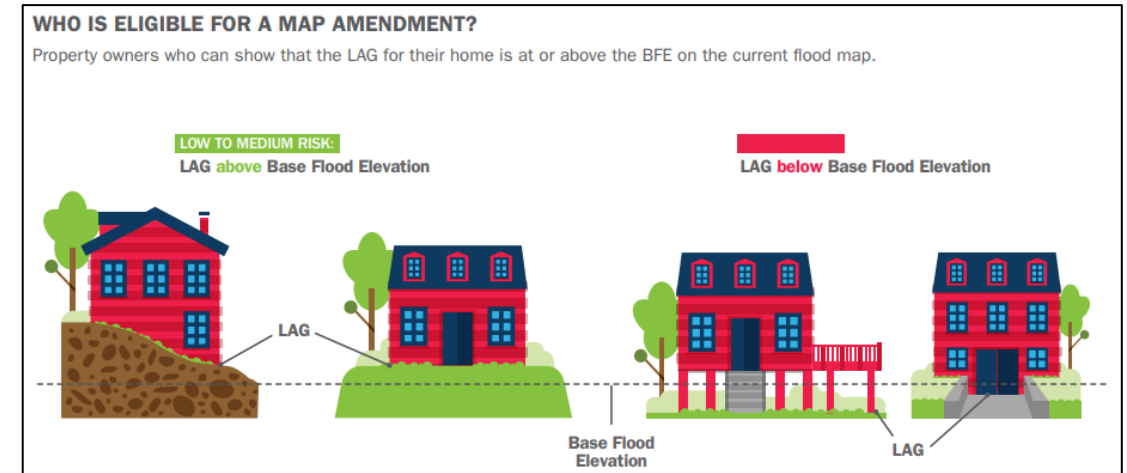 WHO IS ELIGIBLE FOR A MAP AMENDMENT?
Property owners who can show that the LAG for their home is at or above the BFE on the current flood map.
LOW TO MEDIUM RISK:
LAG above Base Flood Elevation
LAG below Base Flood Elevation
LAG
Base Flood
Elevation
LAG